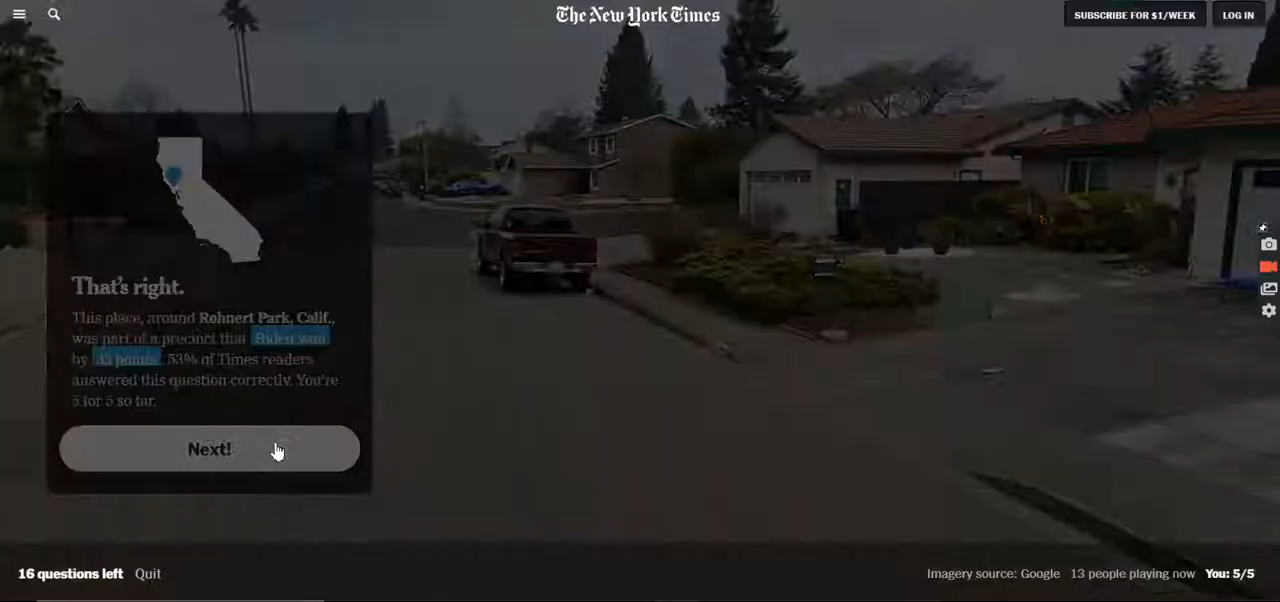 The New York Times
SUBSCRIBE FOR $1/WEEK
LOG IN
That's right.
This place, around Rohnert Park, Calif.,
was part of a precinct that Biden won
by 33 points. 53% of Times readers
answered this question correctly. You're
5 for 5 so far.
Next!
16 questions left Quit
Imagery source: Google 13 people playing now You: 5/5